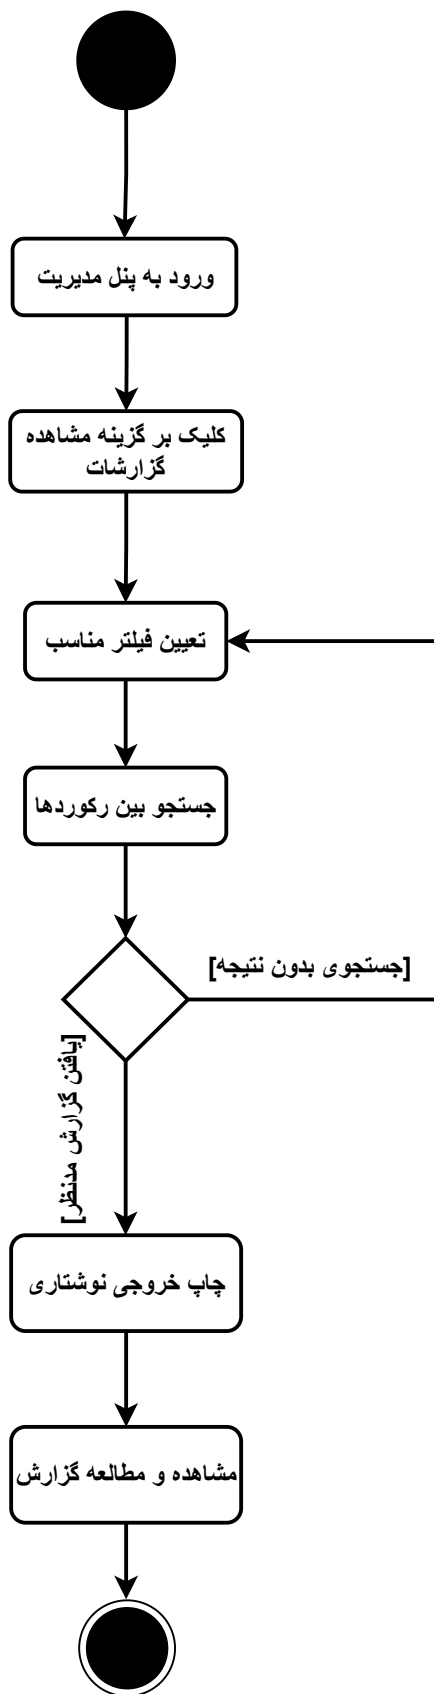 ورود به پنل مدیریت
کلیک بر گزینه مشاهده
گزارشات
تعیین فیلتر مناسب
جستجو بین رکوردها
[جستجوی بدون نتیجه]
[یافتن گزارش مدنظر]
چاپ خروجی نوشتاری
مشاهده و مطالعه گزارش